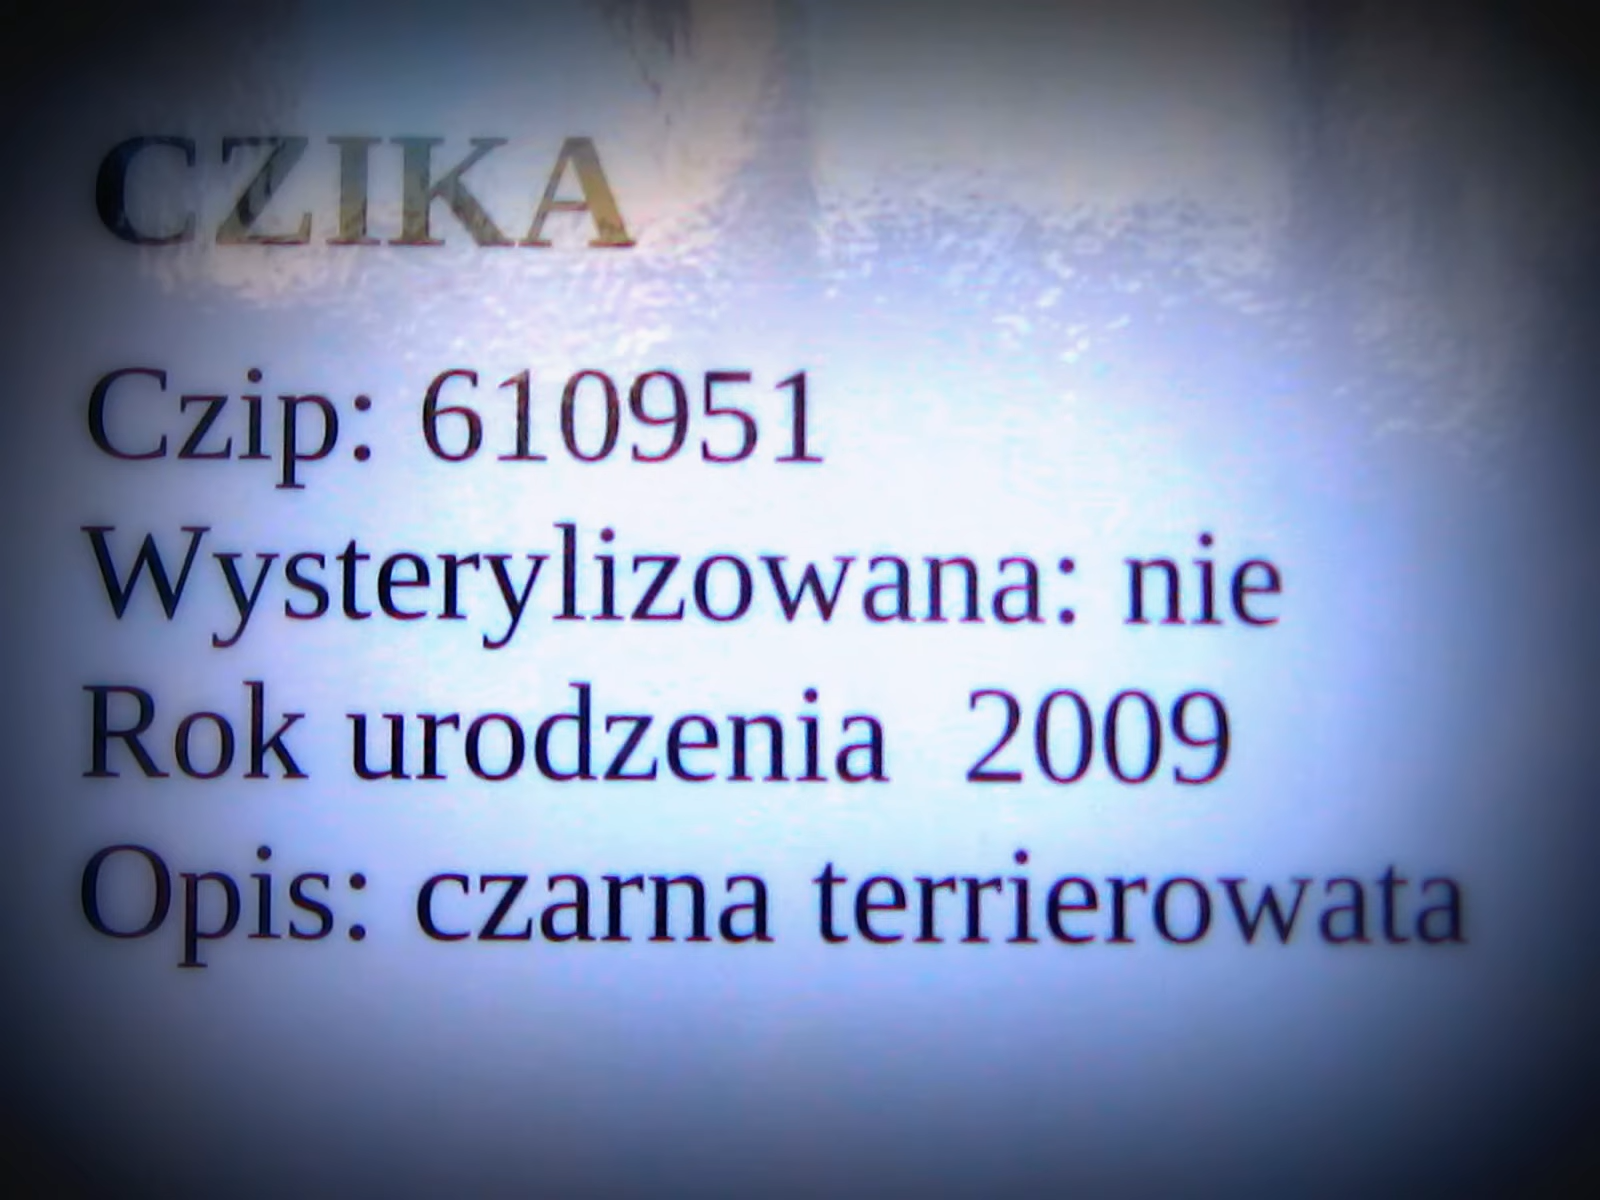 CZIKA
Czip: 610951
Wysterylizowana: nie
Rok urodzenia 2009
Opis: czarna terrierowata